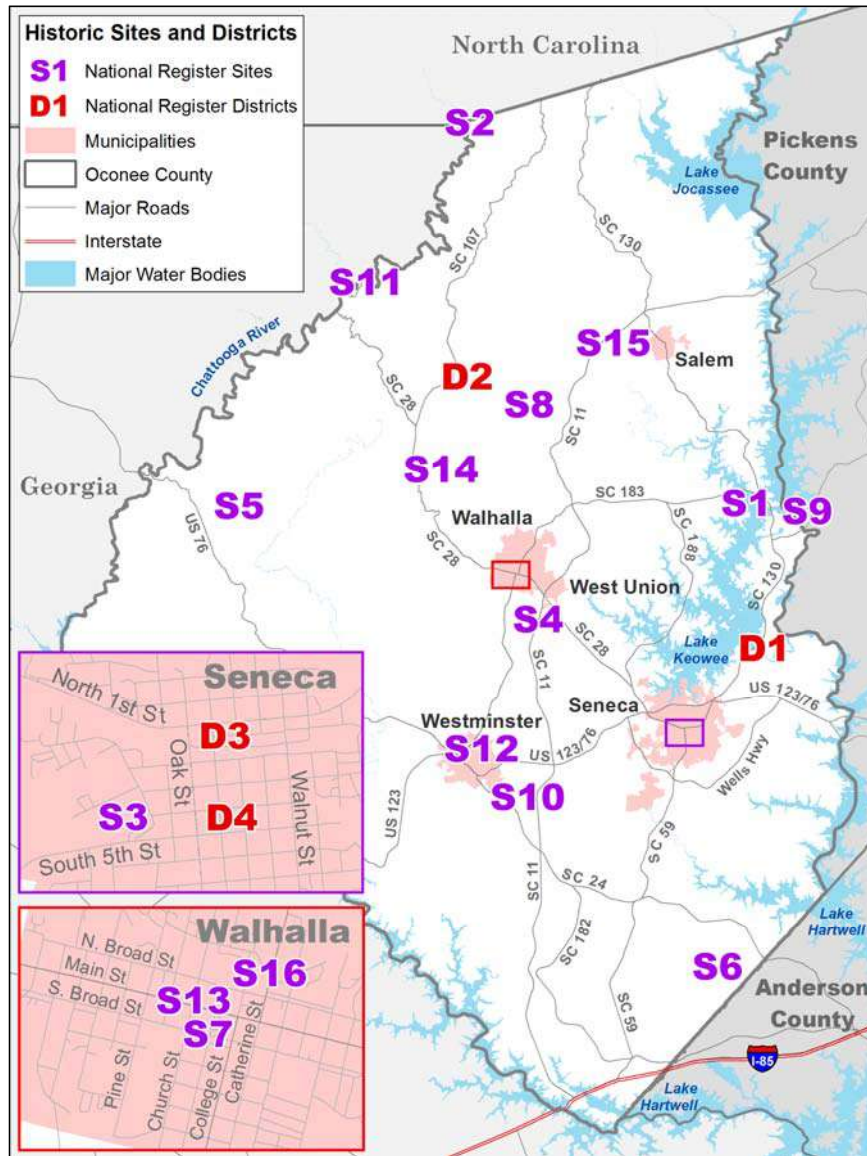 Historic Sites and Districts
S1 National Register Sites
D1 National Register Districts
Municipalities
Oconee County
Major Roads
Interstate
Major Water Bodies
North Carolina
S2
Pickens
County
Lake
Jocassee
SC 107
SC 130
S11
Chattooga River
S15
Salem
D2
S8
SC 28
SC 11
S14
Georgia
S5
US 76
SC 183
S1
S9
Walhalla
SC 188
SC 28
SC 130
West Union
S4
SC 28
Lake
Keowee
D1
SC 11
Seneca
US 123/76
Westminster
S12
US 123/76
Wells Hwy
S10
US 123
SC 59
SC 24
SC 11
SC 182
S6
Lake
Hartwell
Anderson
County
SC 59
I-85
Lake
Hartwell
Seneca
North 1st St
D3
Oak St
Walnut St
S3
D4
South 5th St
Walhalla
N. Broad St
Main St
S. Broad St
S16
S13
S7
Pine St
Church St
College St
Catherine St